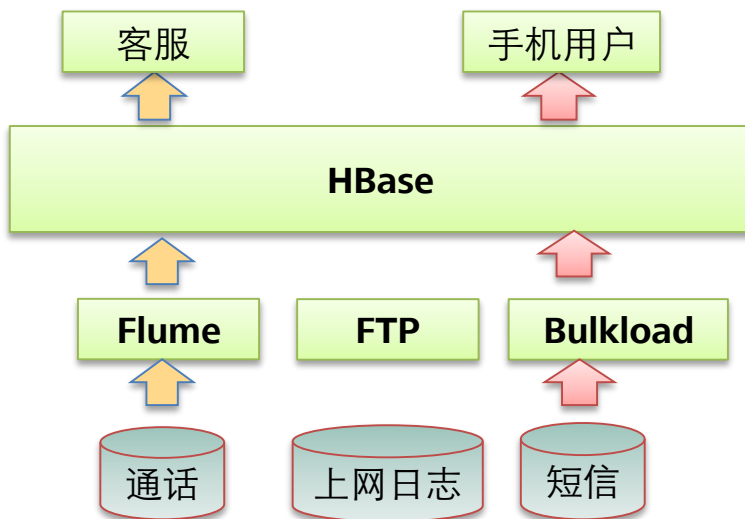 客服
手机用户
HBase
Flume
FTP
Bulkload
通话
上网日志
短信